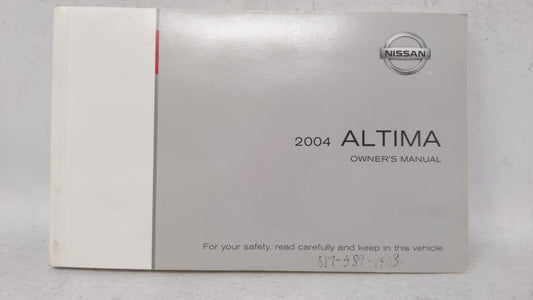 NISSAN
2004 ALTIMA
OWNER'S MANUAL
For your safety, read carefully and keep in this vehicle.